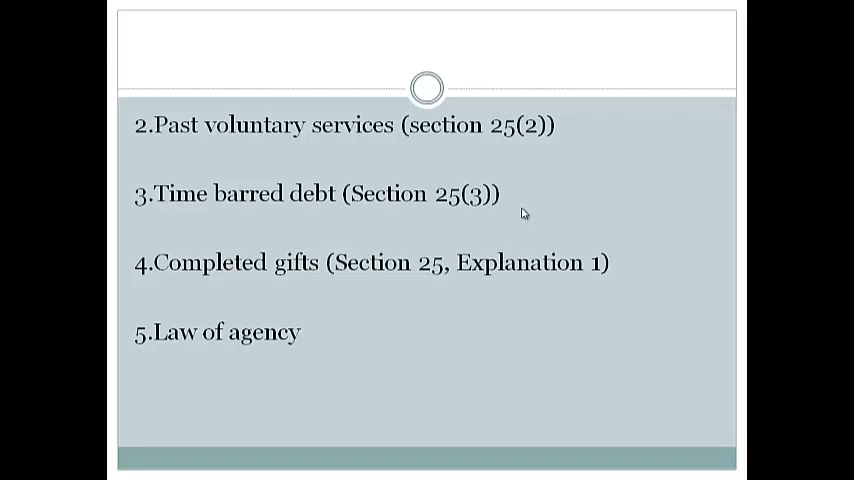 2.Past voluntary services (section 25(2))
3.Time barred debt (Section 25(3))
4.Completed gifts (Section 25, Explanation 1)
5.Law of agency